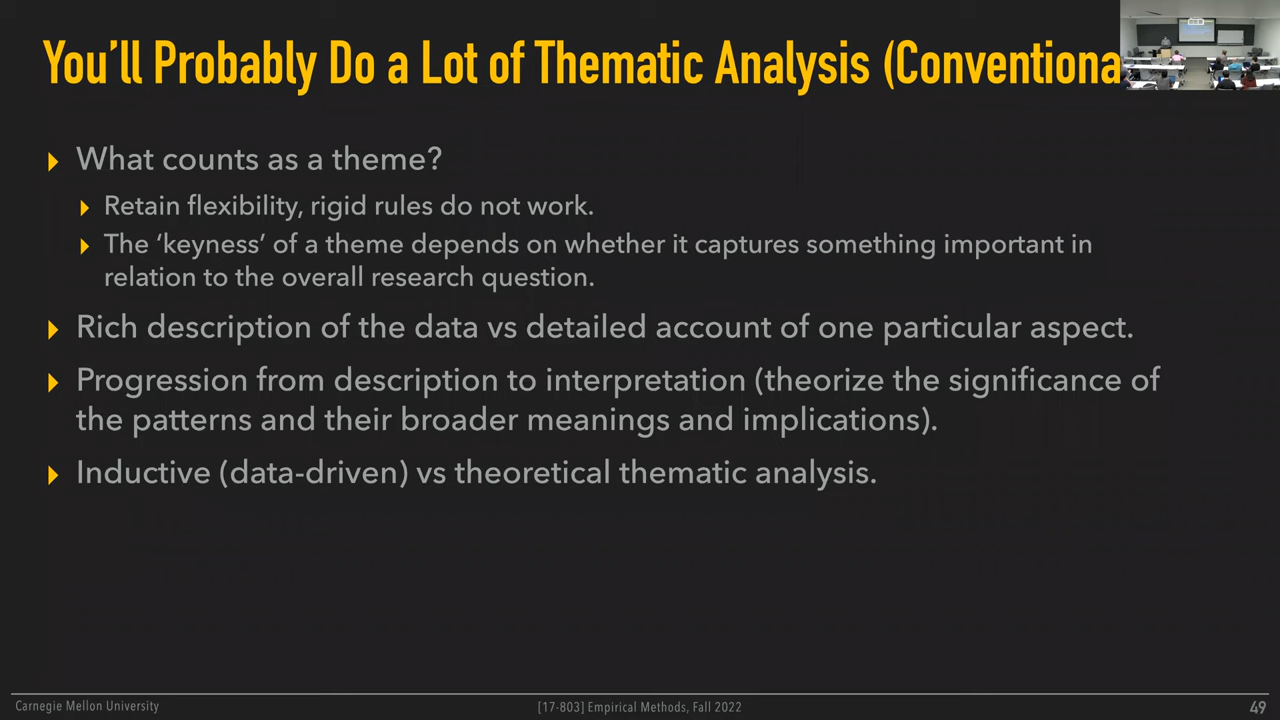 You’ll Probably Do a Lot of Thematic Analysis
What counts as a theme?
Retain flexibility, rigid rules do not work.
The ‘keyness’ of a theme depends on whether it captures something important in
relation to the overall research question.
Rich description of the data vs detailed account of one particular aspect.
Progression from description to interpretation (theorize the significance of
the patterns and their broader meanings and implications).
Inductive (data-driven) vs theoretical thematic analysis.
Carnegie Mellon University
[17-803] Empirical Methods, Fall 2022
49